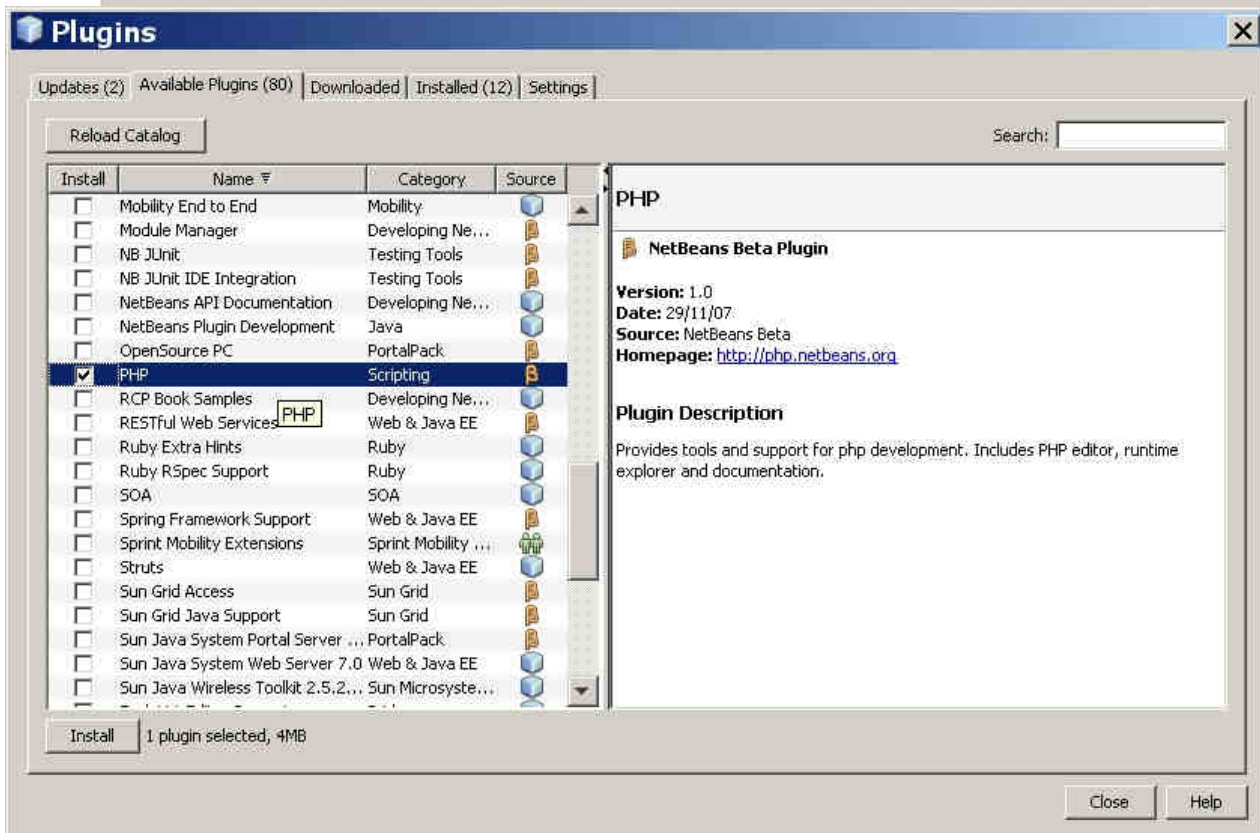 Plugins
Updates (2) Available Plugins (80) Downloaded Installed (12) Settings
Reload Catalog Search:
Install Name Category Source
Mobility End to End Mobility
Module Manager Developing Ne...
NB JUnit Testing Tools
NB JUnit IDE Integration Testing Tools
NetBeans API Documentation Developing Ne...
NetBeans Plugin Development Java
OpenSource PC PortalPack
PHP Scripting
RCP Book Samples Developing Ne...
RESTful Web Services Web & Java EE
PHP
Ruby Extra Hints Ruby
Ruby RSpec Support Ruby
SOA SOA
Spring Framework Support Web & Java EE
Sprint Mobility Extensions Sprint Mobility ...
Struts Web & Java EE
Sun Grid Access Sun Grid
Sun Grid Java Support Sun Grid
Sun Java System Portal Server ... PortalPack
Sun Java System Web Server 7.0 Web & Java EE
Sun Java Wireless Toolkit 2.5.2... Sun Microsyste...
PHP
NetBeans Beta Plugin
Version: 1.0
Date: 29/11/07
Source: NetBeans Beta
Homepage: http://php.netbeans.org
Plugin Description
Provides tools and support for php development. Includes PHP editor, runtime
explorer and documentation.
Install 1 plugin selected, 4MB
Close Help